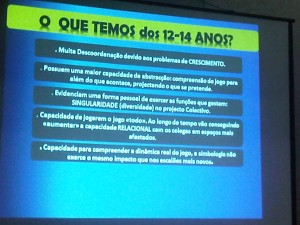 O QUE TEMOS dos 12-14 ANOS?
. Muita Descoordenação devido aos problemas de CRESCIMENTO.
. Possuem uma maior capacidade de abstracção: compreensão do jogo para
além do que acontece, projectando o que se pretende.
. Evidenciam uma forma pessoal de exercer as funções que gostam:
SINGULARIDADE (diversidade) no projecto Colectivo.
. Capacidade de jogarem o jogo «todo». Ao longo do tempo vão conseguindo
«aumentar» a capacidade RELACIONAL com os colegas em espaços mais
afastados.
. Capacidade para compreender a dinâmica real do jogo, a simbologia não
exerce o mesmo impacto que nos escalões mais novos.